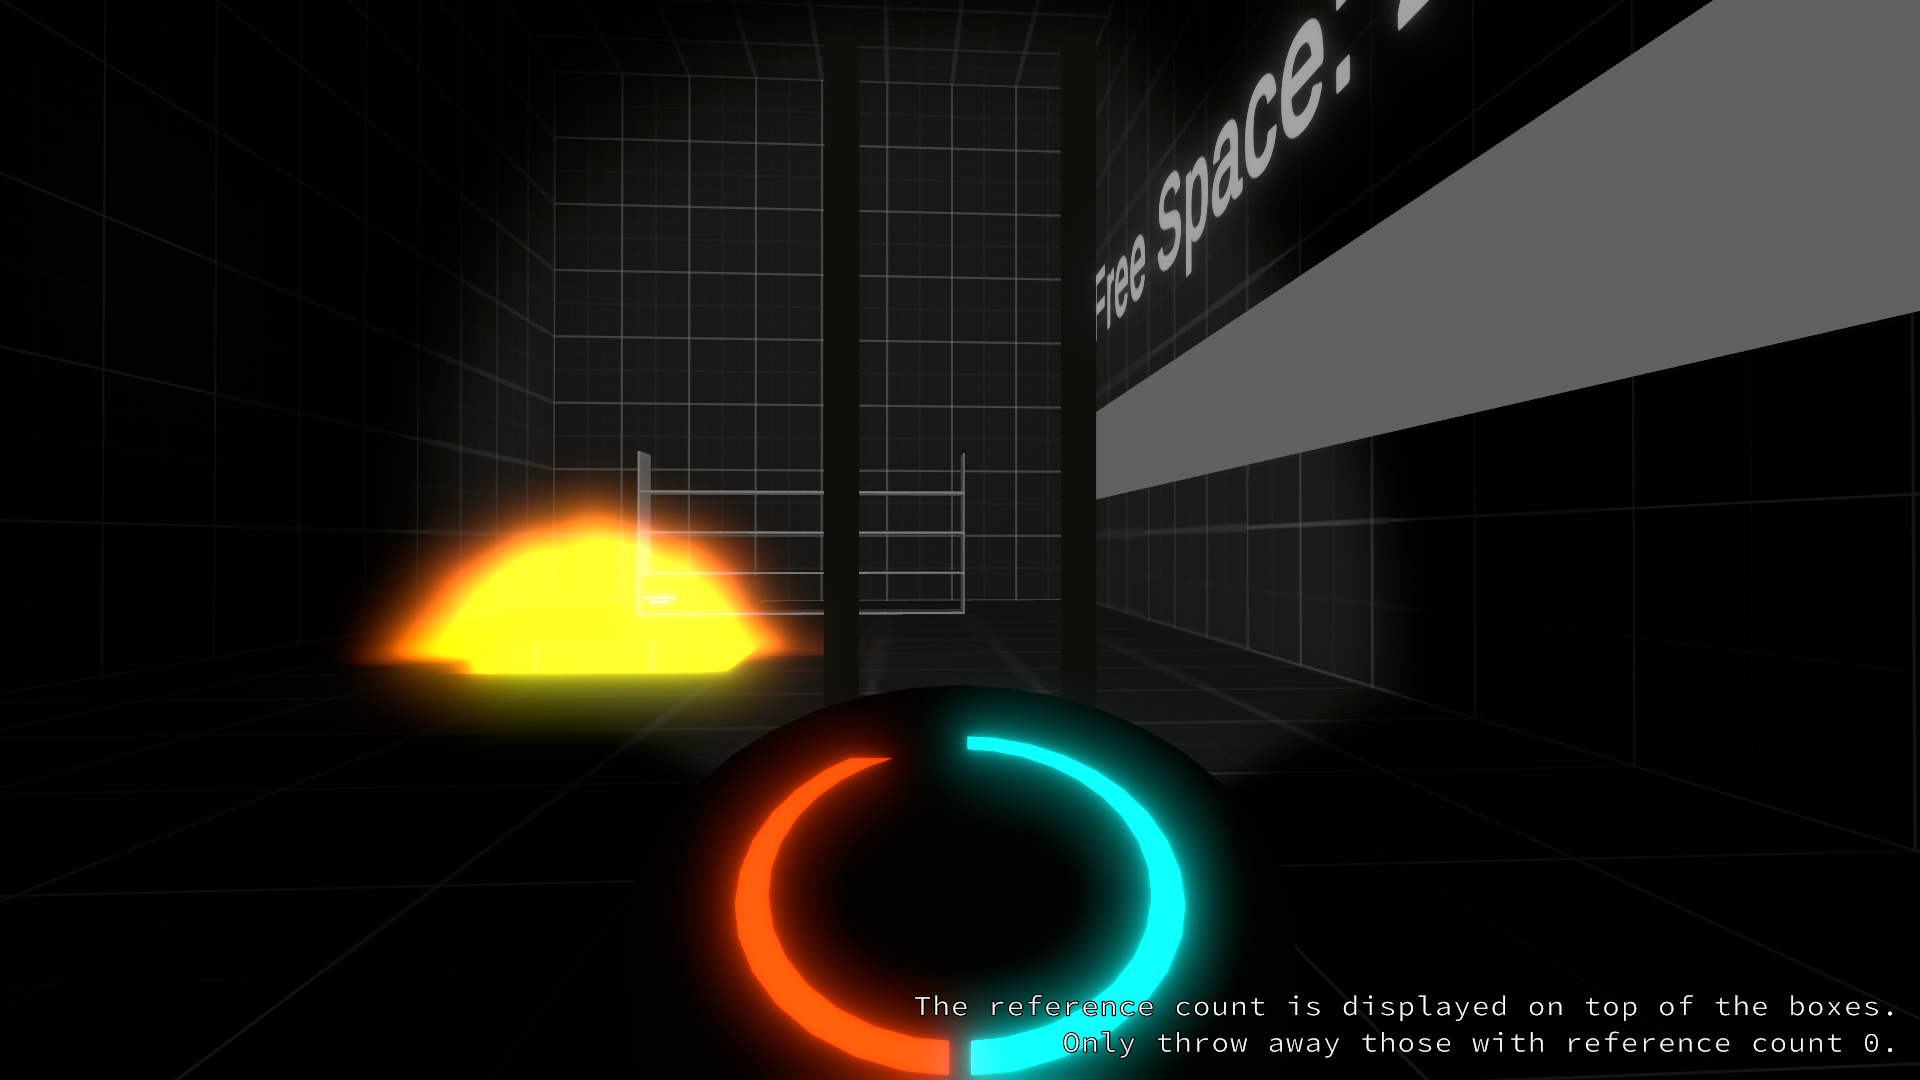 Free space:
The reference count is displayed on top of the boxes.
Only throw away those with reference count 0.